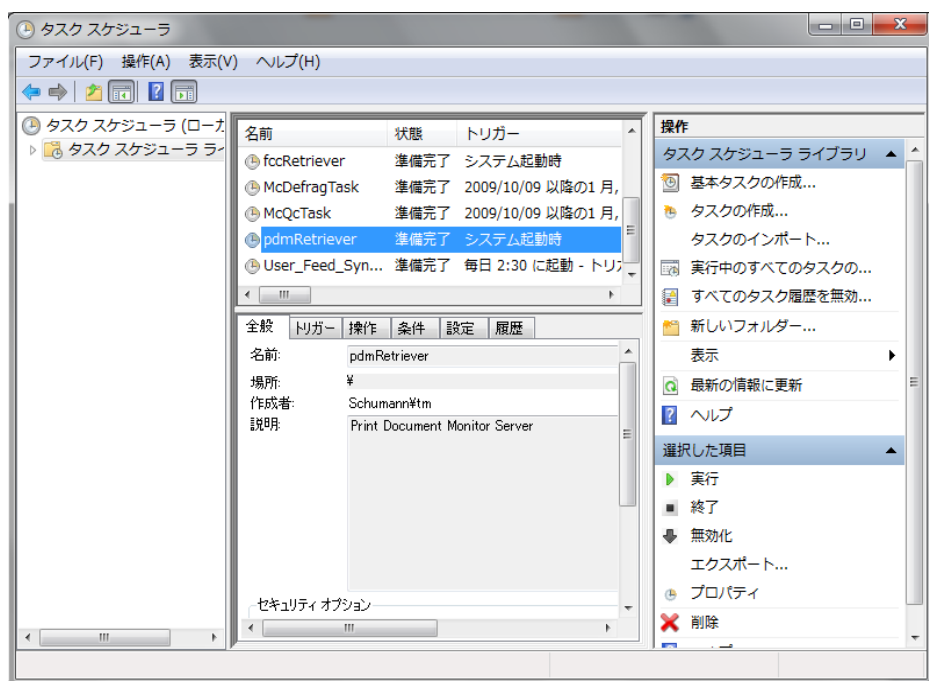 タスク スケジューラ
ファイル(F) 操作(A) 表示(V) ヘルプ(H)
タスク スケジューラ (ローカ
タスク スケジューラ ライ
名前 状態 トリガー
fccRetriever 準備完了 システム起動時
McDefragTask 準備完了 2009/10/09 以降の1 月,
McQcTask 準備完了 2009/10/09 以降の1 月,
pdmRetriever 準備完了 システム起動時
User_Feed_Syn... 準備完了 毎日 2:30 に起動 - トリガ
全般 トリガー 操作 条件 設定 履歴
名前: pdmRetriever
場所: ¥
作成者: Schumann¥tm
説明: Print Document Monitor Server
セキュリティ オプション
操作
タスク スケジューラ ライブラリ
基本タスクの作成...
タスクの作成...
タスクのインポート...
実行中のすべてのタスクの...
すべてのタスク履歴を無効...
新しいフォルダー...
表示
最新の情報に更新
ヘルプ
選択した項目
実行
終了
無効化
エクスポート...
プロパティ
削除